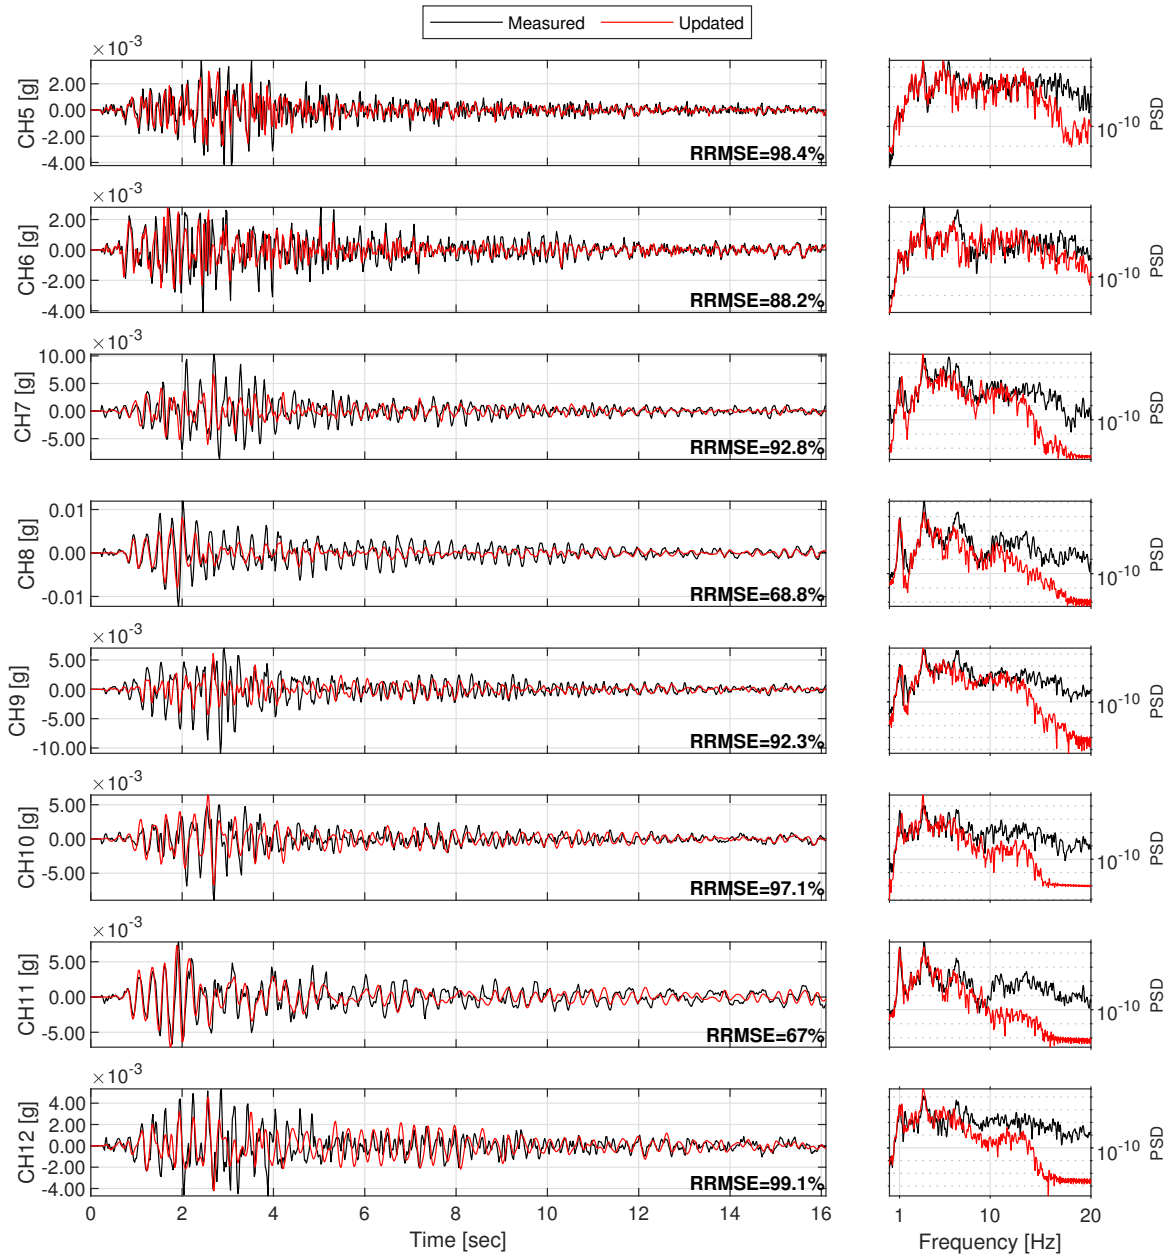 Measured Updated
×10⁻³
CH5 [g]
2.00
0.00
-2.00
-4.00
RRMSE=98.4%
10⁻¹⁰
PSD
×10⁻³
CH6 [g]
2.00
0.00
-2.00
-4.00
RRMSE=88.2%
10⁻¹⁰
PSD
×10⁻³
CH7 [g]
10.00
5.00
0.00
-5.00
RRMSE=92.8%
10⁻¹⁰
PSD
CH8 [g]
0.01
0.00
-0.01
RRMSE=68.8%
10⁻¹⁰
PSD
×10⁻³
CH9 [g]
5.00
0.00
-5.00
-10.00
RRMSE=92.3%
10⁻¹⁰
PSD
×10⁻³
CH10 [g]
5.00
0.00
-5.00
RRMSE=97.1%
10⁻¹⁰
PSD
×10⁻³
CH11 [g]
5.00
0.00
-5.00
RRMSE=67%
10⁻¹⁰
PSD
×10⁻³
CH12 [g]
4.00
2.00
0.00
-2.00
-4.00
RRMSE=99.1%
10⁻¹⁰
PSD
0 2 4 6 8 10 12 14 16
Time [sec]
1 10 20
Frequency [Hz]